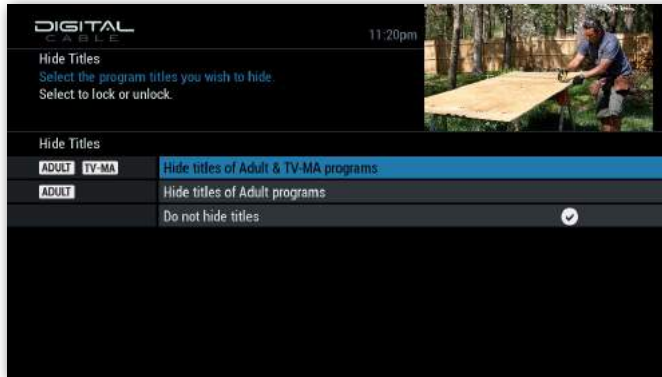 DIGITAL
CABLE
11:20pm
Hide Titles
Select the program titles you wish to hide.
Select to lock or unlock.
Hide Titles
ADULT TV-MA Hide titles of Adult & TV-MA programs
ADULT Hide titles of Adult programs
Do not hide titles